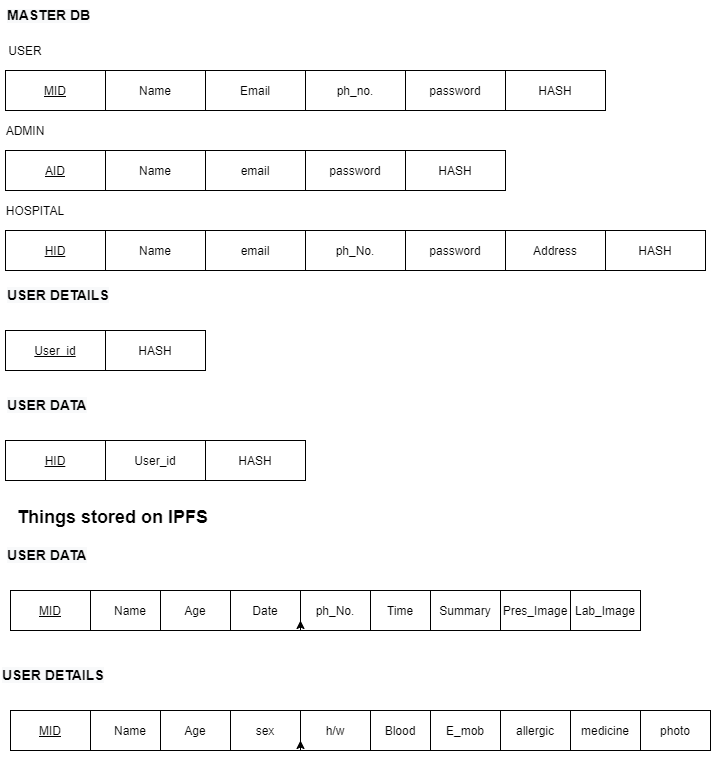 MASTER DB
USER
MID Name Email ph_no. password HASH
ADMIN
AID Name email password HASH
HOSPITAL
HID Name email ph_No. password Address HASH
USER DETAILS
User_id HASH
USER DATA
HID User_id HASH
Things stored on IPFS
USER DATA
MID Name Age Date ph_No. Time Summary Pres_Image Lab_Image
USER DETAILS
MID Name Age sex h/w Blood E_mob allergic medicine photo